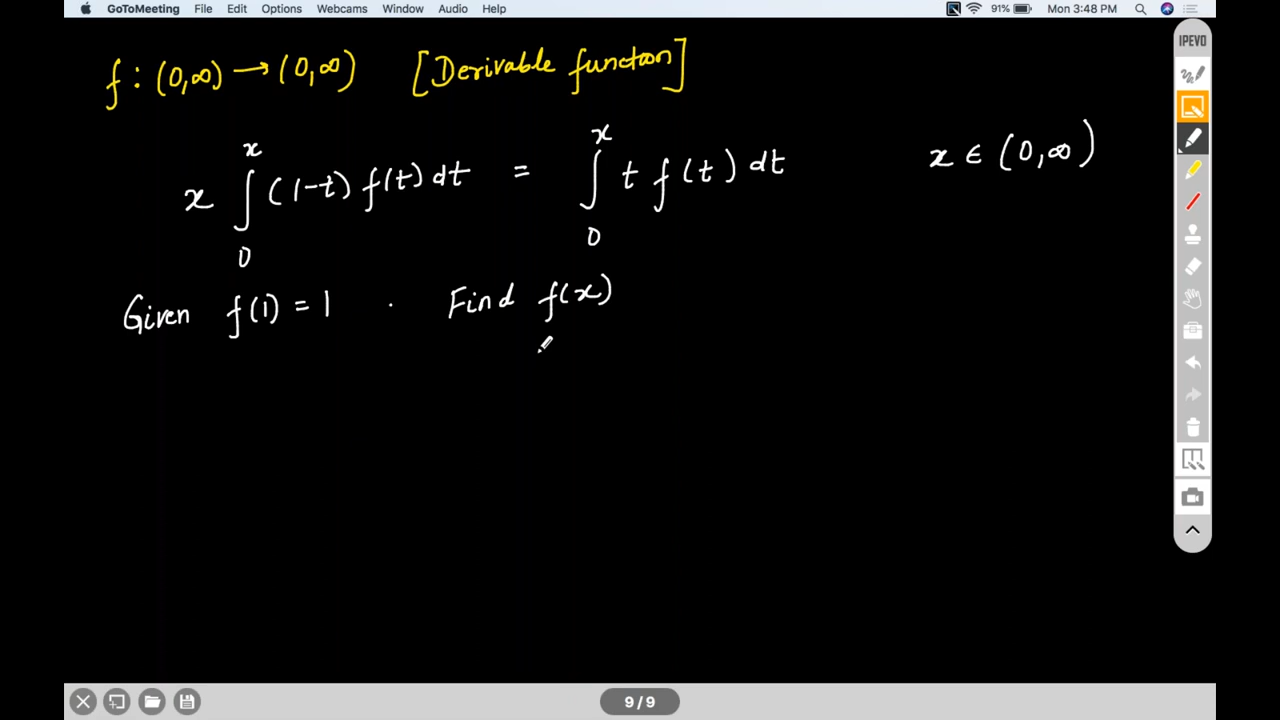 GoToMeeting File Edit Options Webcams Window Audio Help 91% Mon 3:48 PM
IPEVO
f : (0,∞) → (0,∞) [Derivable function]
x ∫₀ˣ (1-t) f(t) dt = ∫₀ˣ t f(t) dt x ∈ (0,∞)
Given f(1) = 1 . Find f(x)
9/9